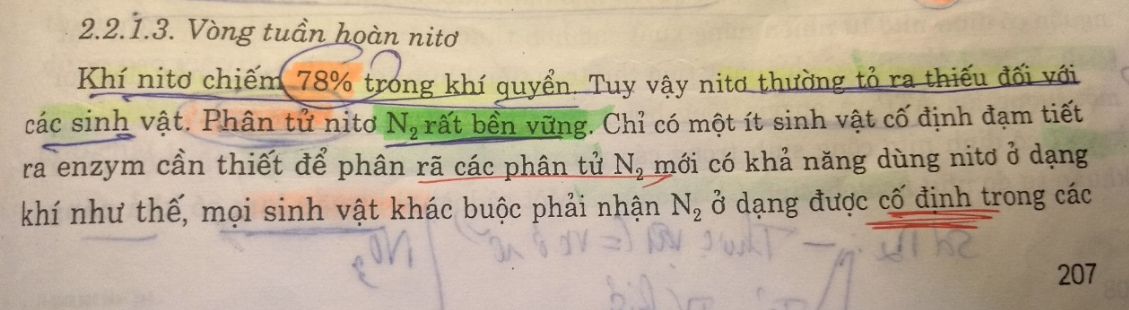 2.2.1.3. Vòng tuần hoàn nitơ
Khí nitơ chiếm 78% trong khí quyển. Tuy vậy nitơ thường tỏ ra thiếu đối với
các sinh vật. Phân tử nitơ N₂ rất bền vững. Chỉ có một ít sinh vật cố định đạm tiết
ra enzym cần thiết để phân rã các phân tử N₂ mới có khả năng dùng nitơ ở dạng
khí như thế, mọi sinh vật khác buộc phải nhận N₂ ở dạng được cố định trong các
207